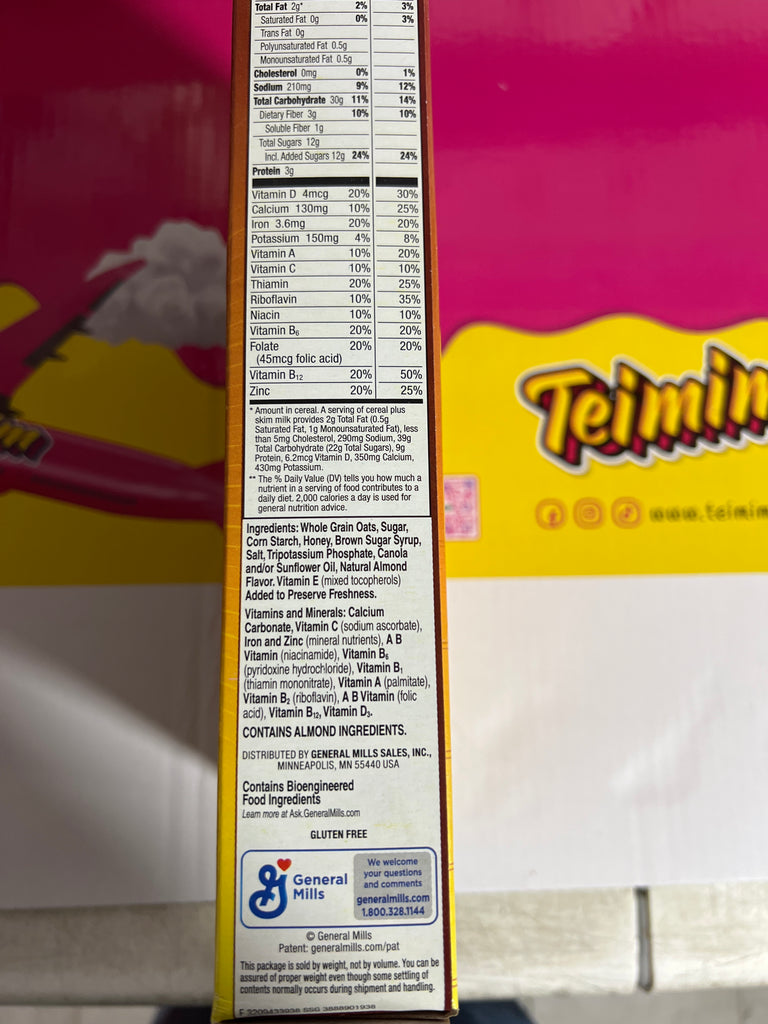 Total Fat 2g* 2% 3%
Saturated Fat 0g 0% 3%
Trans Fat 0g
Polyunsaturated Fat 0.5g
Monounsaturated Fat 0.5g
Cholesterol 0mg 0% 1%
Sodium 210mg 9% 12%
Total Carbohydrate 30g 11% 14%
Dietary Fiber 3g 10% 10%
Soluble Fiber 1g
Total Sugars 12g
Incl. Added Sugars 12g 24% 24%
Protein 3g
Vitamin D 4mcg 20% 30%
Calcium 130mg 10% 25%
Iron 3.6mg 20% 20%
Potassium 150mg 4% 8%
Vitamin A 10% 20%
Vitamin C 10% 10%
Thiamin 20% 25%
Riboflavin 10% 35%
Niacin 10% 10%
Vitamin B6 20% 20%
Folate 20% 20%
(45mcg folic acid)
Vitamin B12 20% 50%
Zinc 20% 25%
* Amount in cereal. A serving of cereal plus
skim milk provides 2g Total Fat (0.5g
Saturated Fat, 1g Monounsaturated Fat), less
than 5mg Cholesterol, 290mg Sodium, 39g
Total Carbohydrate (22g Total Sugars), 9g
Protein, 6.2mcg Vitamin D, 350mg Calcium,
430mg Potassium.
** The % Daily Value (DV) tells you how much a
nutrient in a serving of food contributes to a
daily diet. 2,000 calories a day is used for
general nutrition advice.
Ingredients: Whole Grain Oats, Sugar,
Corn Starch, Honey, Brown Sugar Syrup,
Salt, Tripotassium Phosphate, Canola
and/or Sunflower Oil, Natural Almond
Flavor. Vitamin E (mixed tocopherols)
Added to Preserve Freshness.
Vitamins and Minerals: Calcium
Carbonate, Vitamin C (sodium ascorbate),
Iron and Zinc (mineral nutrients), A B
Vitamin (niacinamide), Vitamin B6
(pyridoxine hydrochloride), Vitamin B1
(thiamin mononitrate), Vitamin A (palmitate),
Vitamin B2 (riboflavin), A B Vitamin (folic
acid), Vitamin B12, Vitamin D3.
CONTAINS ALMOND INGREDIENTS.
DISTRIBUTED BY GENERAL MILLS SALES, INC.,
MINNEAPOLIS, MN 55440 USA
Contains Bioengineered
Food Ingredients
Learn more at Ask.GeneralMills.com
GLUTEN FREE
General
Mills
We welcome
your questions
and comments
generalmills.com
1.800.328.1144
© General Mills
Patent: generalmills.com/pat
This package is sold by weight, not by volume. You can be
assured of proper weight even though some settling of
contents normally occurs during shipment and handling.
Teimin